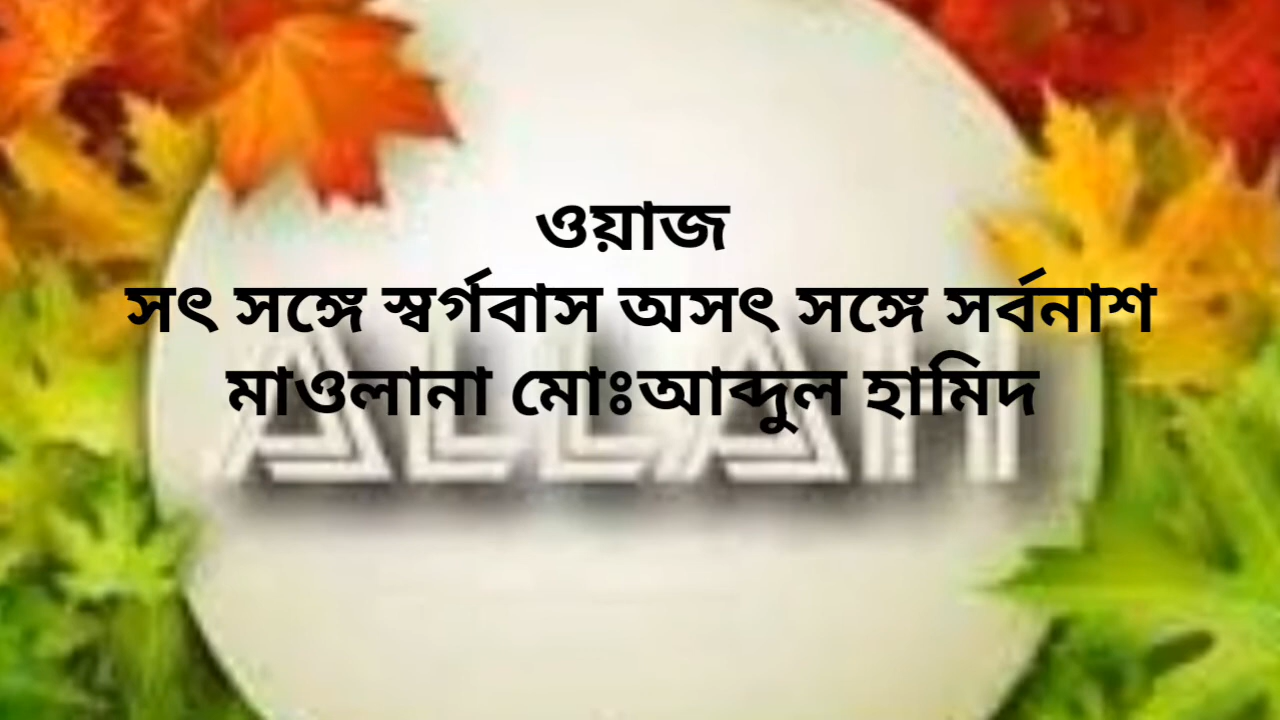 ওয়াজ
সৎ সঙ্গে স্বর্গবাস অসৎ সঙ্গে সর্বনাশ
মাওলানা মোঃআব্দুল হামিদ
ALLAH